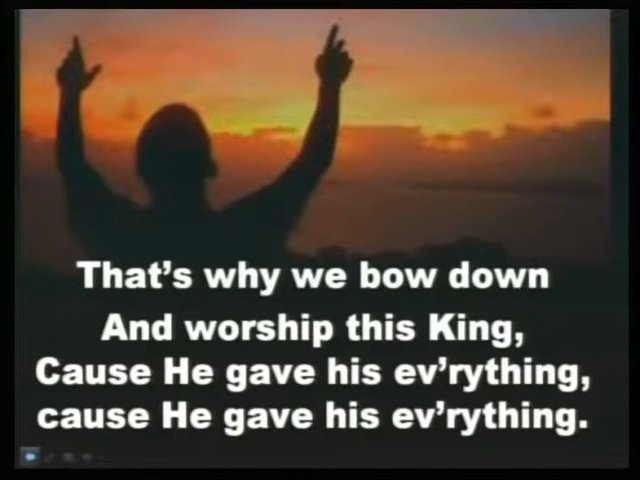 That's why we bow down
And worship this King,
Cause He gave his ev'rything,
cause He gave his ev'rything.